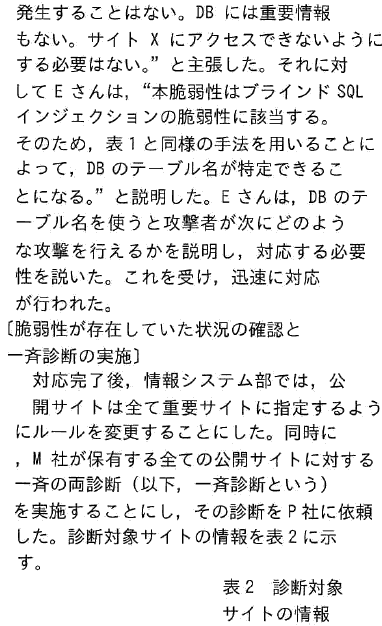 発生することはない。DB には重要情報
もない。サイト X にアクセスできないように
する必要はない。”と主張した。それに対
して E さんは，“本脆弱性はブラインド SQL
インジェクションの脆弱性に該当する。
そのため，表1と同様の手法を用いることに
よって，DB のテーブル名が特定できるこ
とになる。”と説明した。E さんは，DB のテ
ーブル名を使うと攻撃者が次にどのよう
な攻撃を行えるかを説明し，対応する必要
性を説いた。これを受け，迅速に対応
が行われた。
〔脆弱性が存在していた状況の確認と
一斉診断の実施〕
対応完了後，情報システム部では，公
開サイトは全て重要サイトに指定するよう
にルールを変更することにした。同時に
，M 社が保有する全ての公開サイトに対する
一斉の両診断（以下，一斉診断という）
を実施することにし，その診断を P 社に依頼
した。診断対象サイトの情報を表2に示
す。
表2 診断対象
サイトの情報